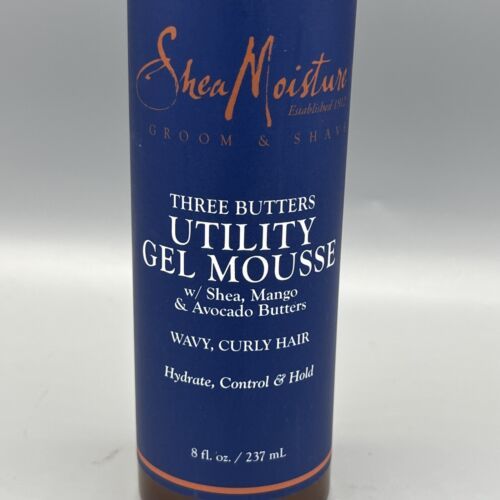 SheaMoisture
Established 1912
GROOM & SHAVE
THREE BUTTERS
UTILITY
GEL MOUSSE
w/ Shea, Mango
& Avocado Butters
WAVY, CURLY HAIR
Hydrate, Control & Hold
8 fl. oz. / 237 mL